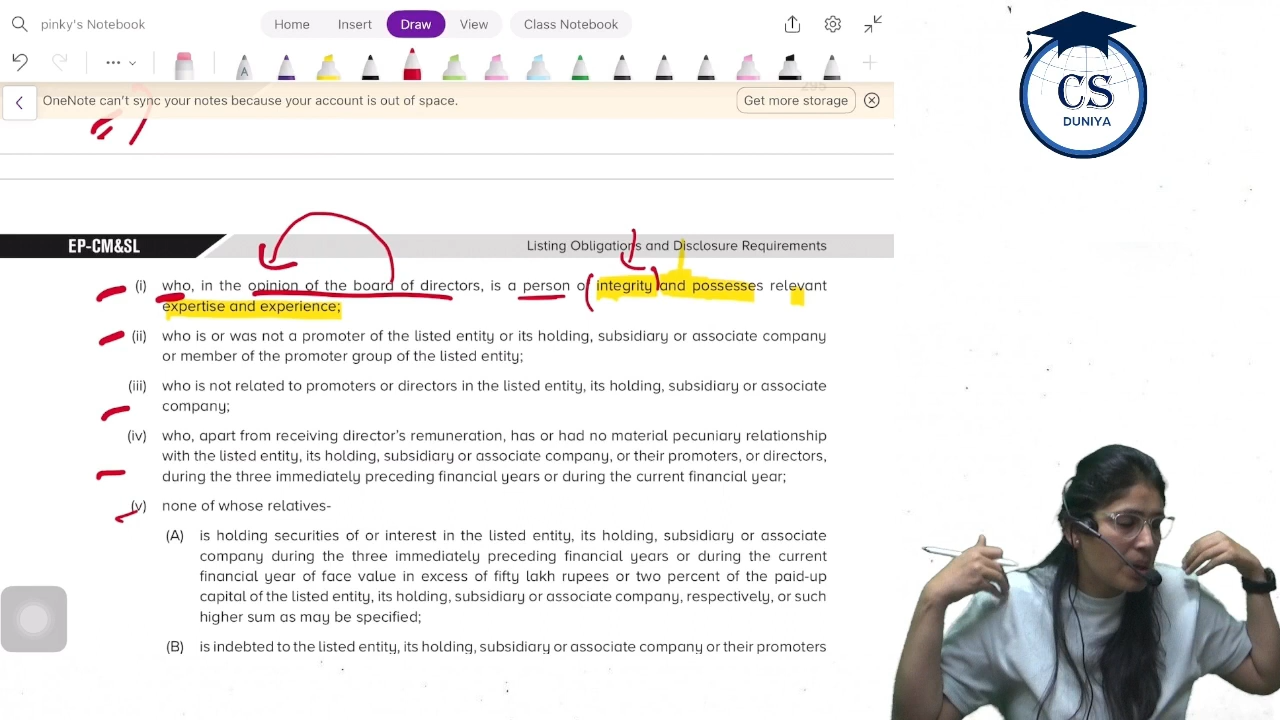 pinky's Notebook
Home Insert Draw View Class Notebook
A
OneNote can't sync your notes because your account is out of space.
Get more storage
CS
DUNIYA
EP-CM&SL
Listing Obligations and Disclosure Requirements
(i) who, in the opinion of the board of directors, is a person of integrity and possesses relevant
expertise and experience;
(ii) who is or was not a promoter of the listed entity or its holding, subsidiary or associate company
or member of the promoter group of the listed entity;
(iii) who is not related to promoters or directors in the listed entity, its holding, subsidiary or associate
company;
(iv) who, apart from receiving director's remuneration, has or had no material pecuniary relationship
with the listed entity, its holding, subsidiary or associate company, or their promoters, or directors,
during the three immediately preceding financial years or during the current financial year;
(v) none of whose relatives-
(A) is holding securities of or interest in the listed entity, its holding, subsidiary or associate
company during the three immediately preceding financial years or during the current
financial year of face value in excess of fifty lakh rupees or two percent of the paid-up
capital of the listed entity, its holding, subsidiary or associate company, respectively, or such
higher sum as may be specified;
(B) is indebted to the listed entity, its holding, subsidiary or associate company or their promoters